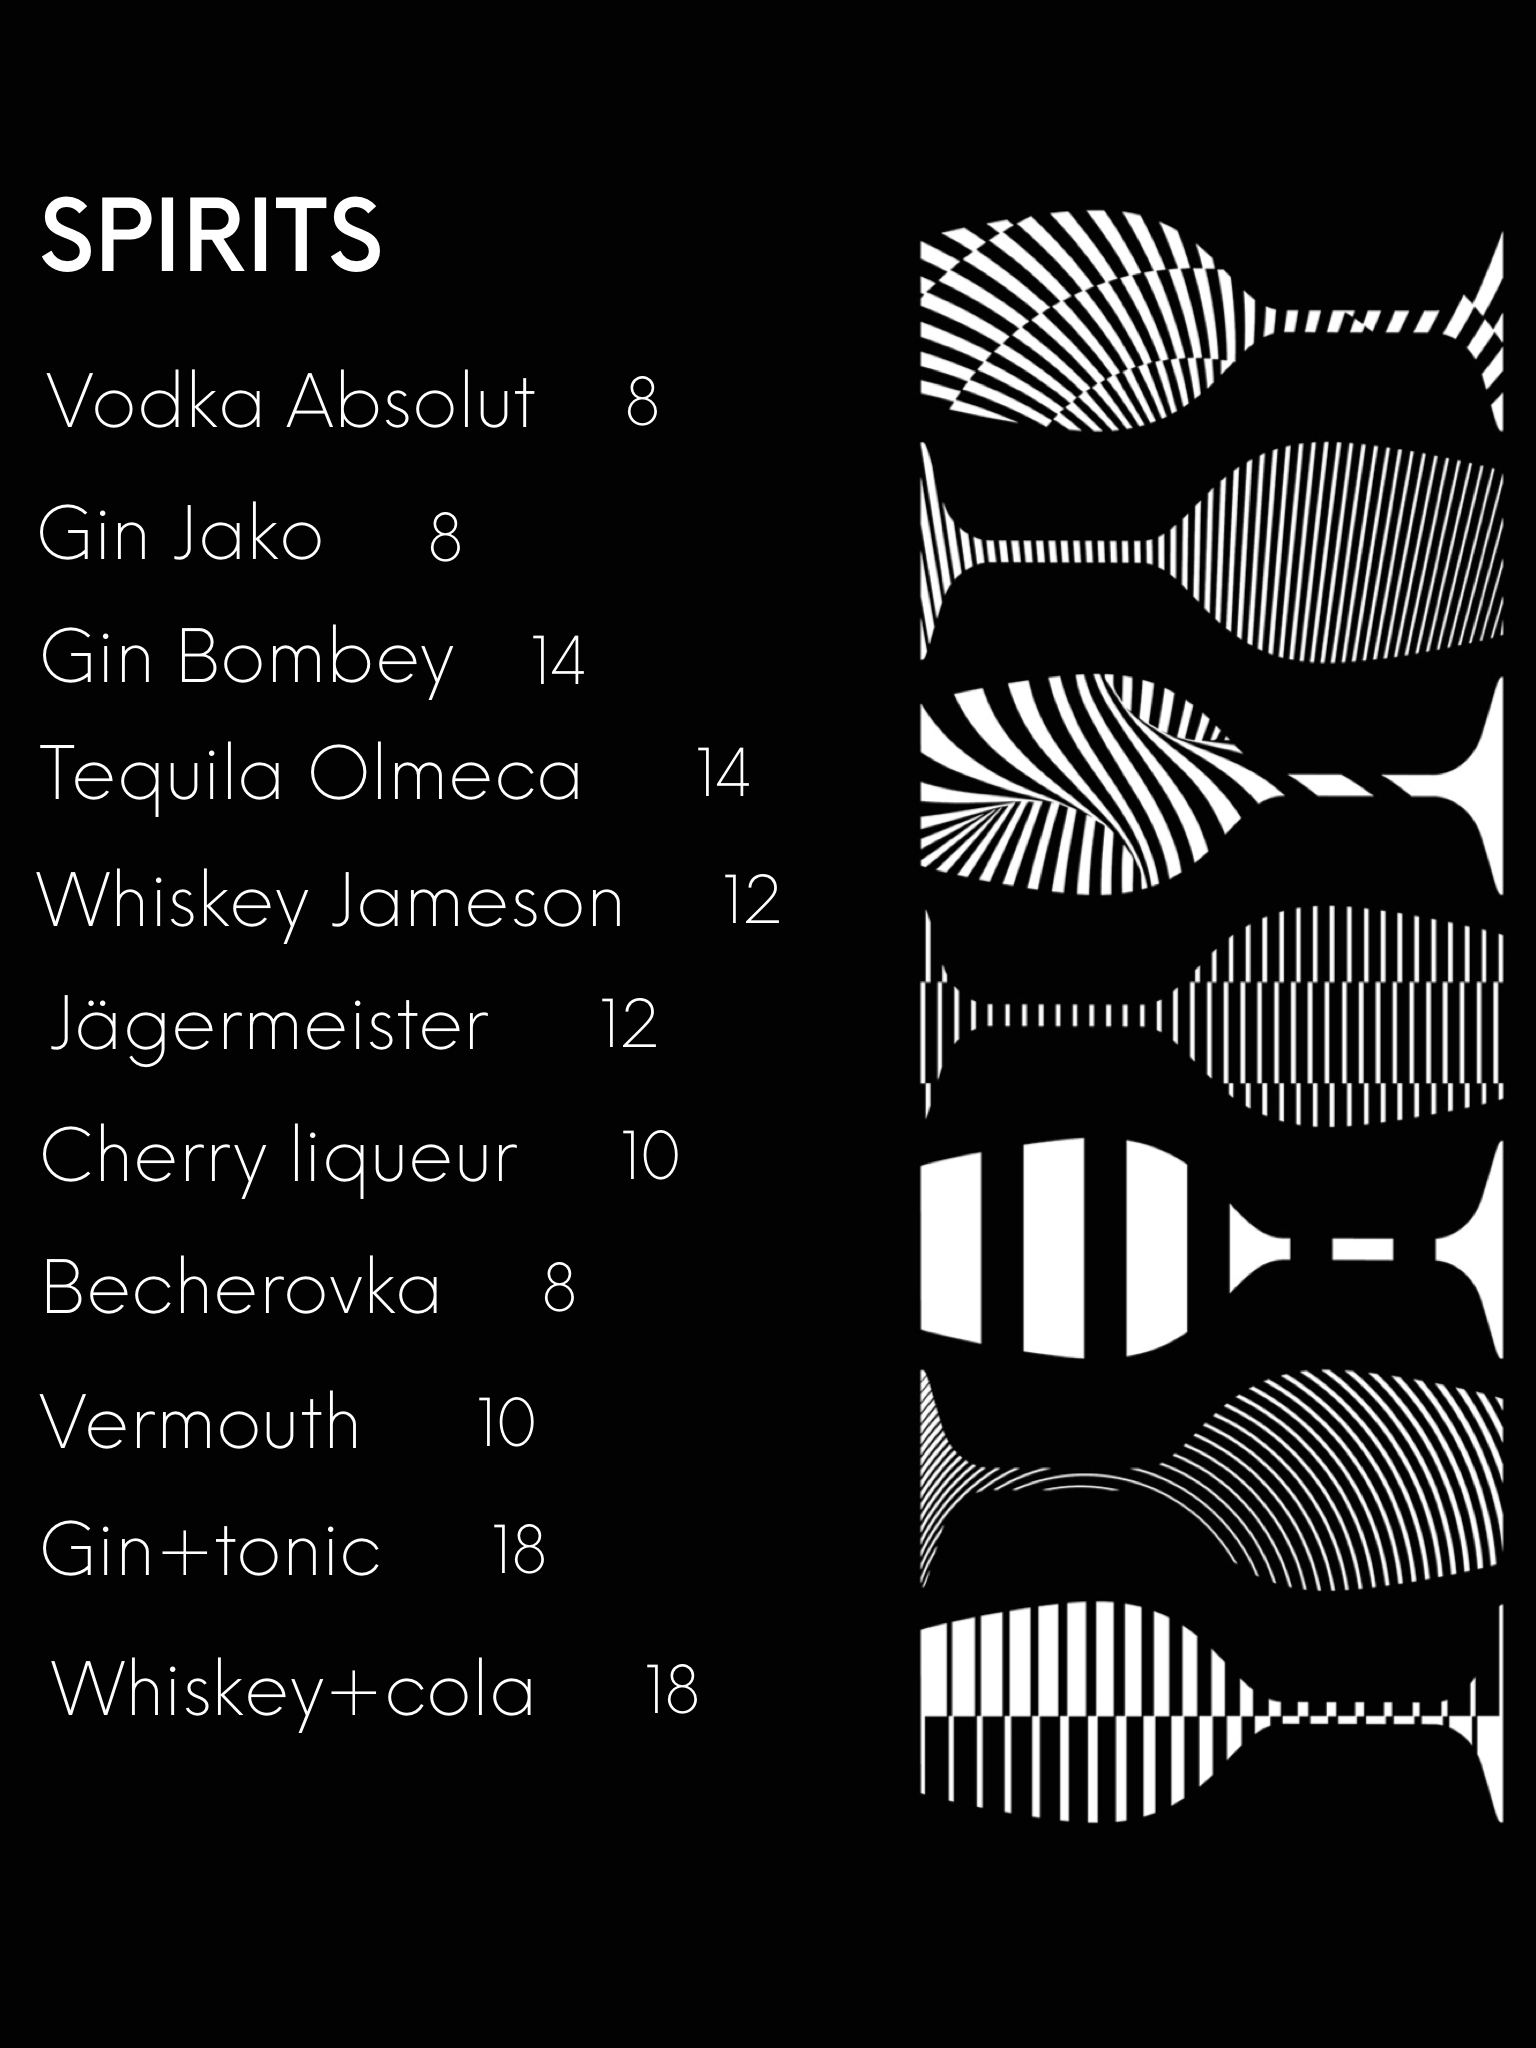 SPIRITS
Vodka Absolut 8
Gin Jako 8
Gin Bombey 14
Tequila Olmeca 14
Whiskey Jameson 12
Jägermeister 12
Cherry liqueur 10
Becherovka 8
Vermouth 10
Gin+tonic 18
Whiskey+cola 18